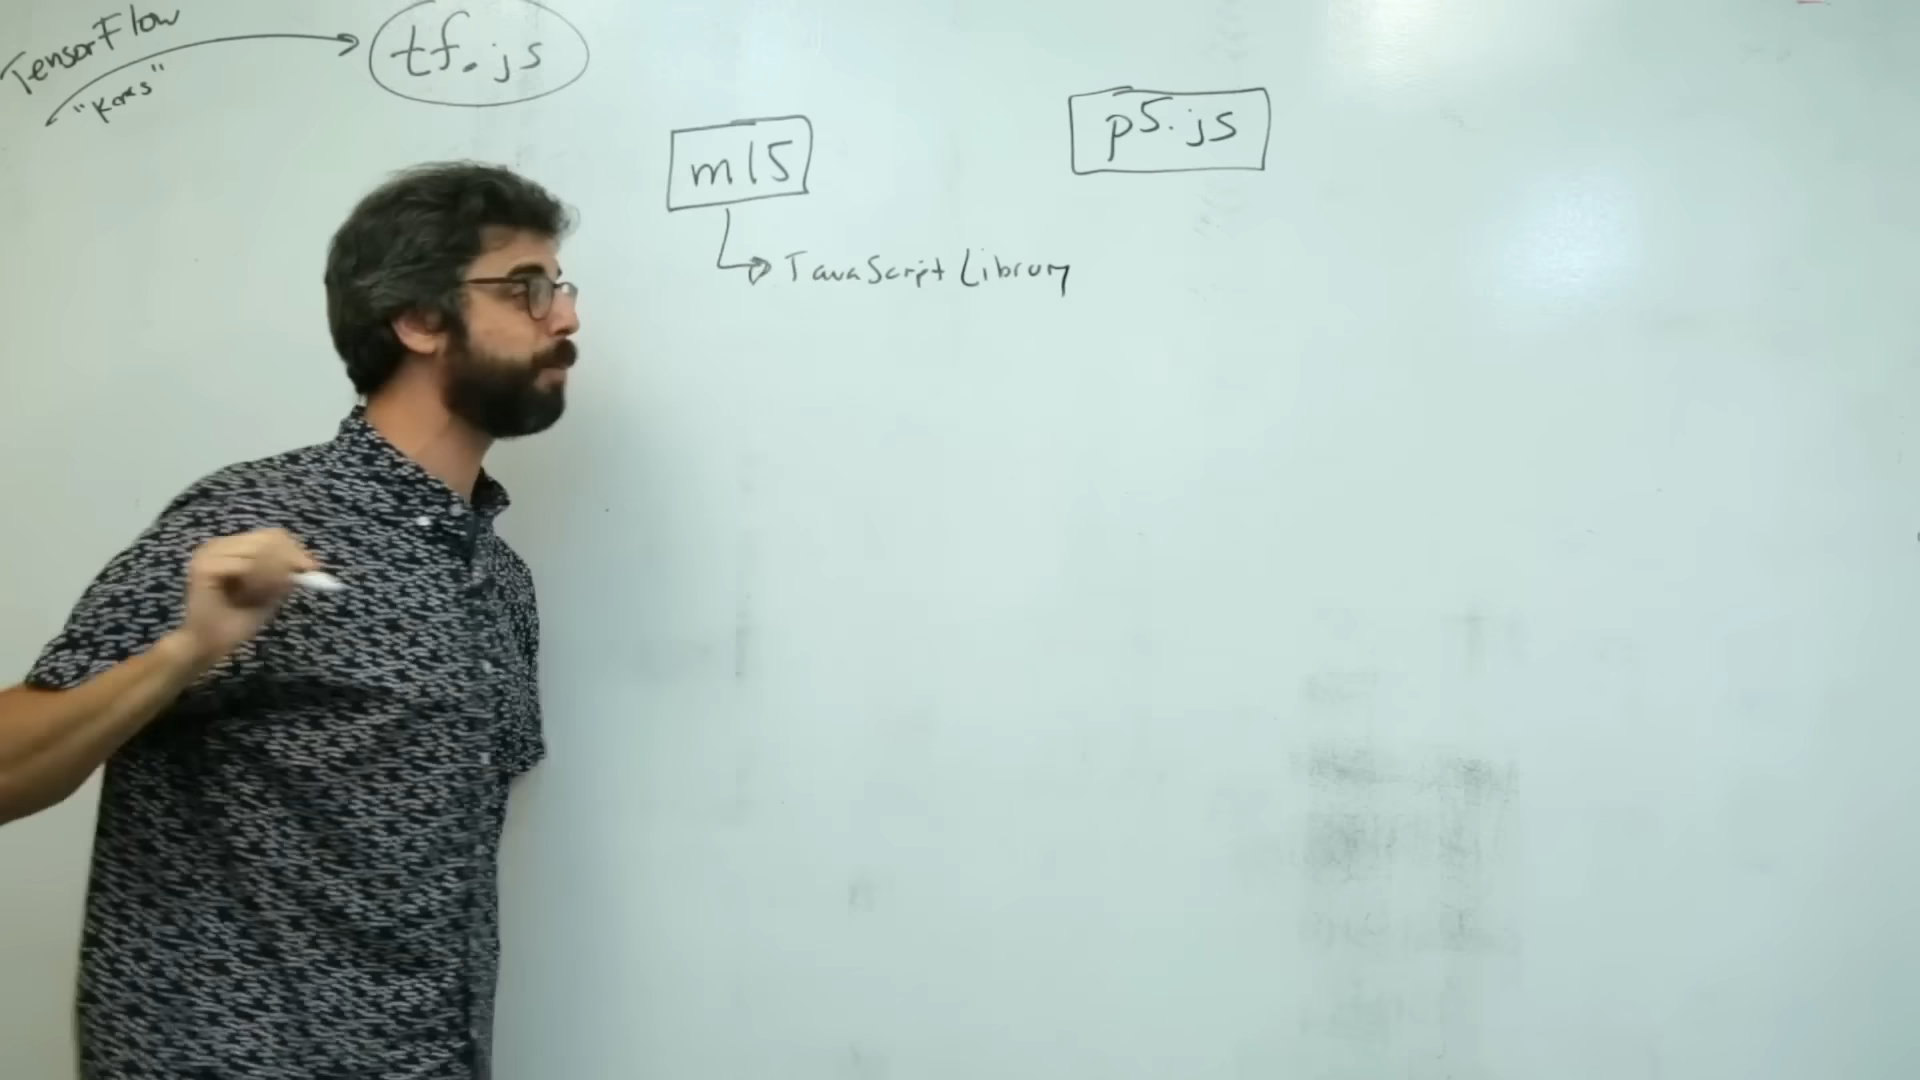 TensorFlow
"Keras"
tf.js
ml5
p5.js
JavaScript Library